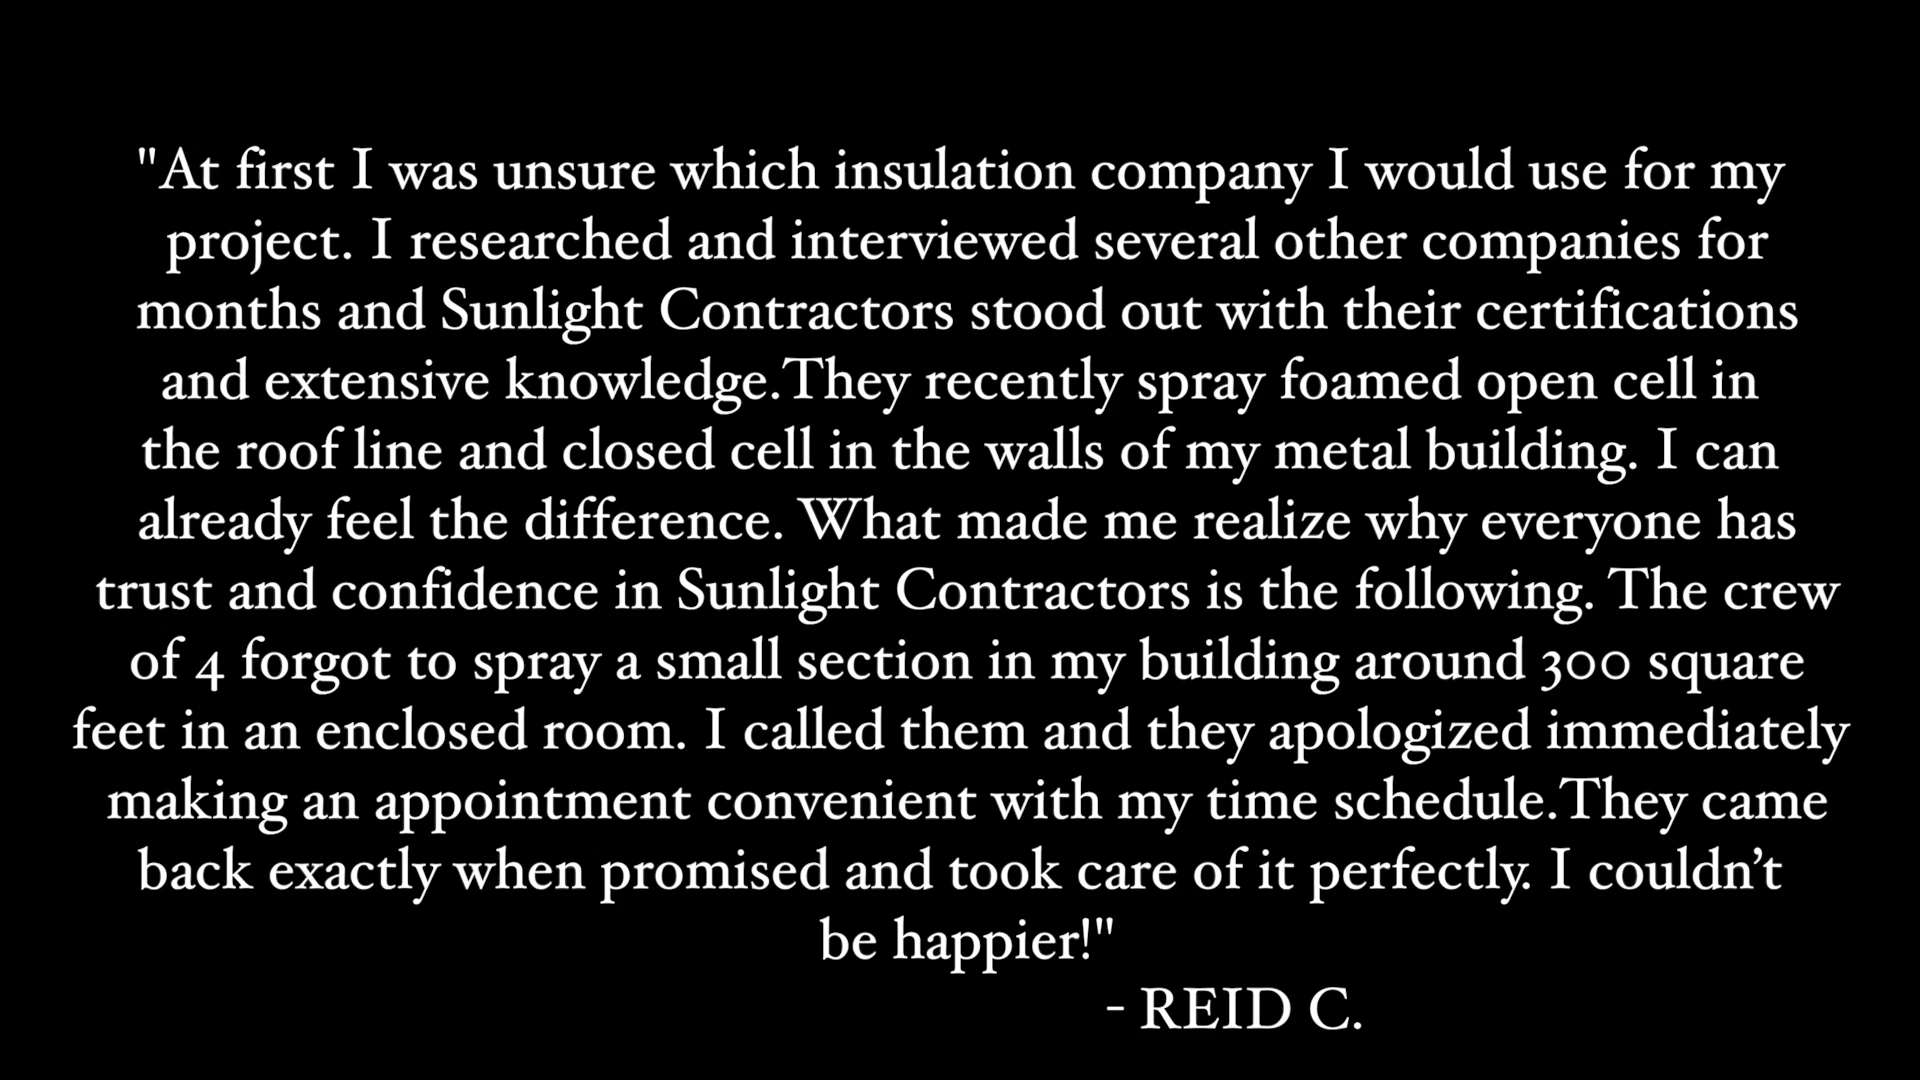 "At first I was unsure which insulation company I would use for my
project. I researched and interviewed several other companies for
months and Sunlight Contractors stood out with their certifications
and extensive knowledge.They recently spray foamed open cell in
the roof line and closed cell in the walls of my metal building. I can
already feel the difference. What made me realize why everyone has
trust and confidence in Sunlight Contractors is the following. The crew
of 4 forgot to spray a small section in my building around 300 square
feet in an enclosed room. I called them and they apologized immediately
making an appointment convenient with my time schedule.They came
back exactly when promised and took care of it perfectly. I couldn’t
be happier!"
- REID C.